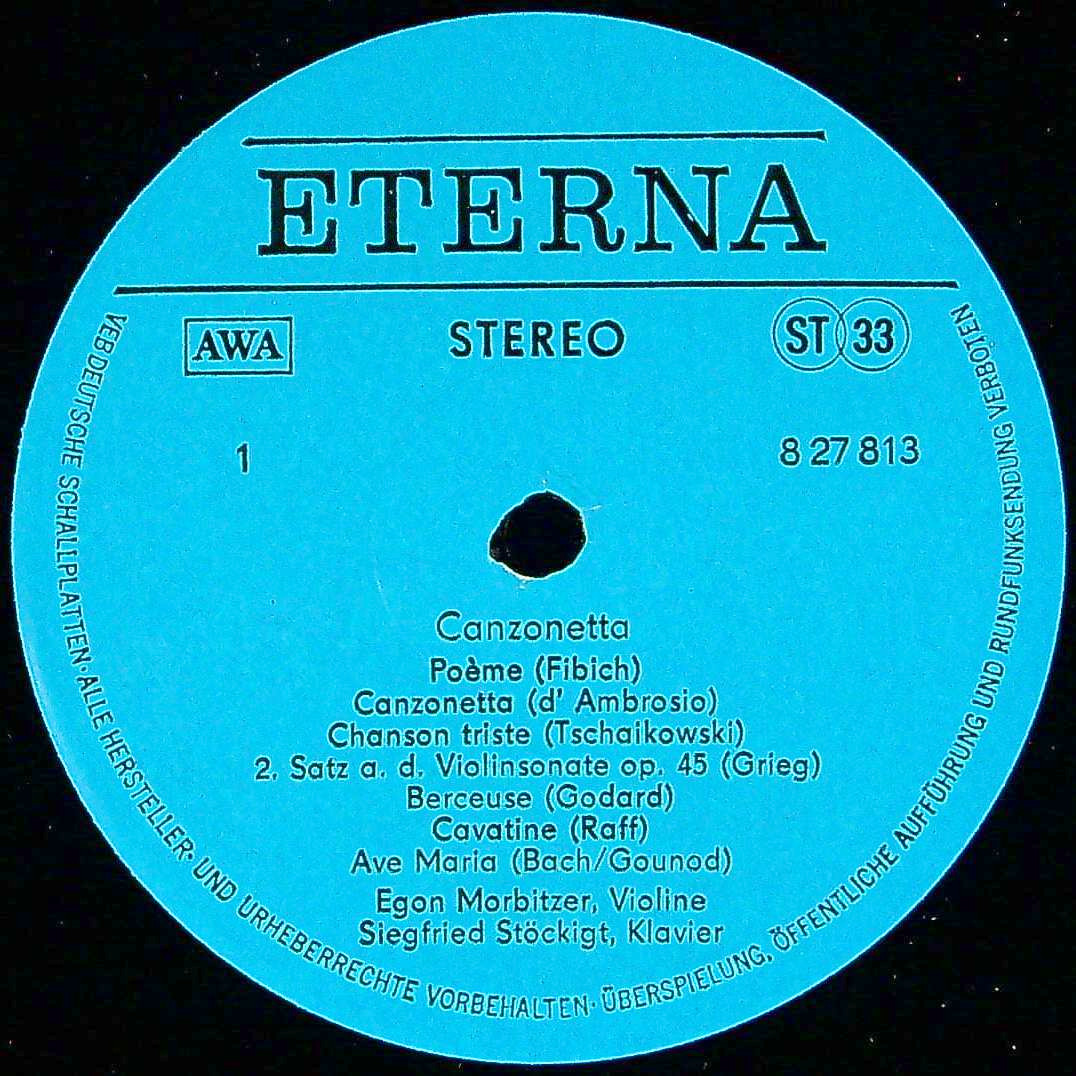 ETERNA
AWA
STEREO
ST 33
1
8 27 813
Canzonetta
Poème (Fibich)
Canzonetta (d' Ambrosio)
Chanson triste (Tschaikowski)
2. Satz a. d. Violinsonate op. 45 (Grieg)
Berceuse (Godard)
Cavatine (Raff)
Ave Maria (Bach/Gounod)
Egon Morbitzer, Violine
Siegfried Stöckigt, Klavier
VEB DEUTSCHE SCHALLPLATTEN · ALLE HERSTELLER- UND URHEBERRECHTE VORBEHALTEN · ÜBERSPIELUNG, ÖFFENTLICHE AUFFÜHRUNG UND RUNDFUNKSENDUNG VERBOTEN